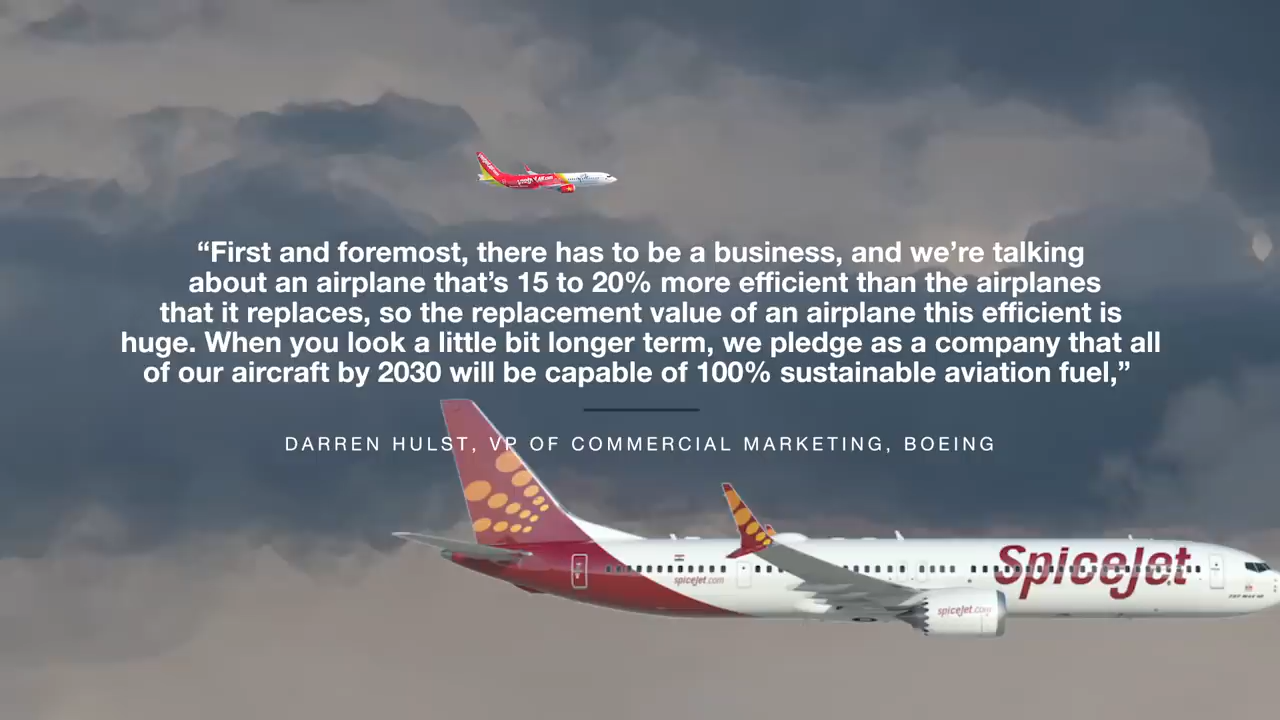 “First and foremost, there has to be a business, and we’re talking
about an airplane that’s 15 to 20% more efficient than the airplanes
that it replaces, so the replacement value of an airplane this efficient is
huge. When you look a little bit longer term, we pledge as a company that all
of our aircraft by 2030 will be capable of 100% sustainable aviation fuel,”
DARREN HULST, VP OF COMMERCIAL MARKETING, BOEING
SpiceJet
spicejet.com
spicejet.com